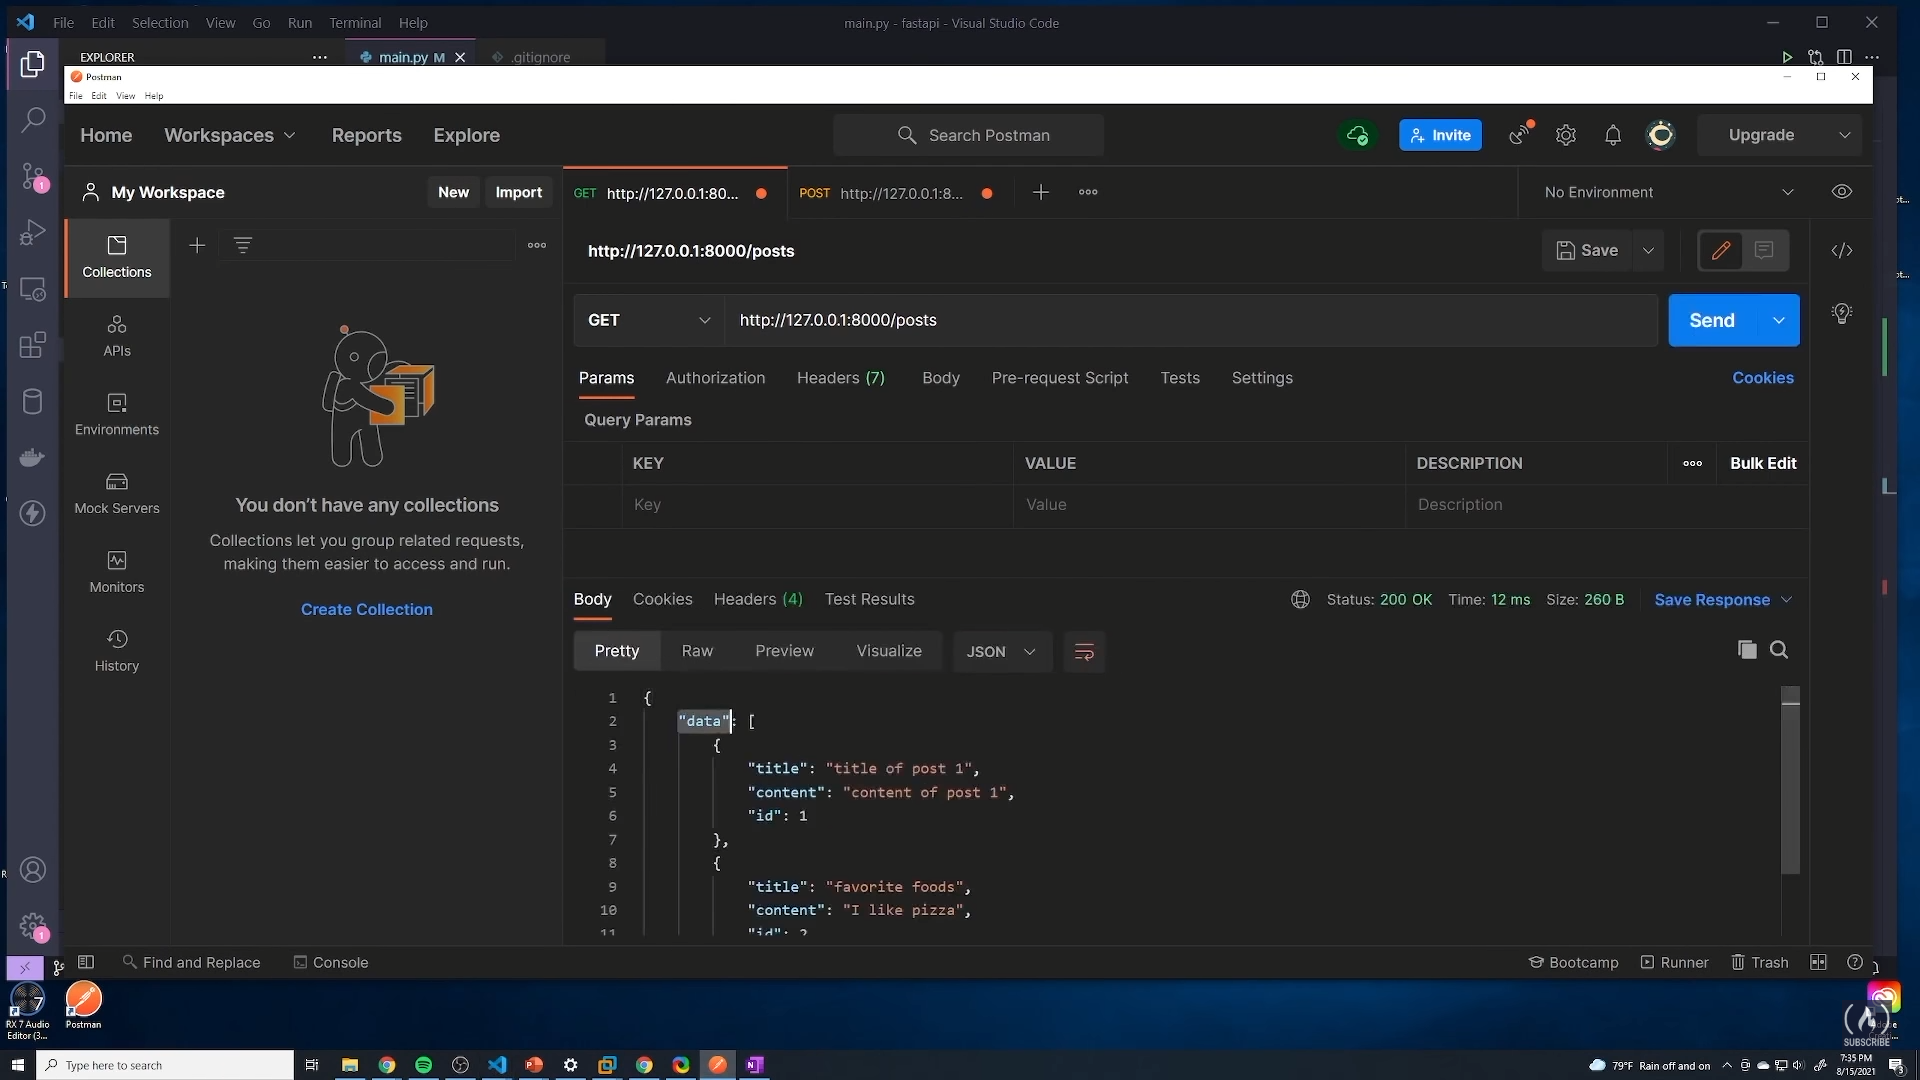 File Edit Selection View Go Run Terminal Help
main.py - fastapi - Visual Studio Code
EXPLORER
main.py M
.gitignore
Postman
File Edit View Help
Home Workspaces Reports Explore
Search Postman
Invite
Upgrade
My Workspace
New Import
GET http://127.0.0.1:80...
POST http://127.0.0.1:8...
No Environment
Collections
http://127.0.0.1:8000/posts
Save
APIs
GET http://127.0.0.1:8000/posts
Send
Params Authorization Headers (7) Body Pre-request Script Tests Settings
Cookies
Environments
Query Params
KEY VALUE DESCRIPTION
Bulk Edit
Key Value Description
Mock Servers
You don't have any collections
Collections let you group related requests,
making them easier to access and run.
Create Collection
Monitors
History
Body Cookies Headers (4) Test Results
Status: 200 OK Time: 12 ms Size: 260 B
Save Response
Pretty Raw Preview Visualize
JSON
1 {
2 "data": [
3 {
4 "title": "title of post 1",
5 "content": "content of post 1",
6 "id": 1
7 },
8 {
9 "title": "favorite foods",
10 "content": "I like pizza",
11 "id": 2
Find and Replace Console
Bootcamp Runner Trash
RX 7 Audio
Editor (3...
Postman
SUBSCRIBE
Type here to search
79°F Rain off and on
7:35 PM
8/15/2021